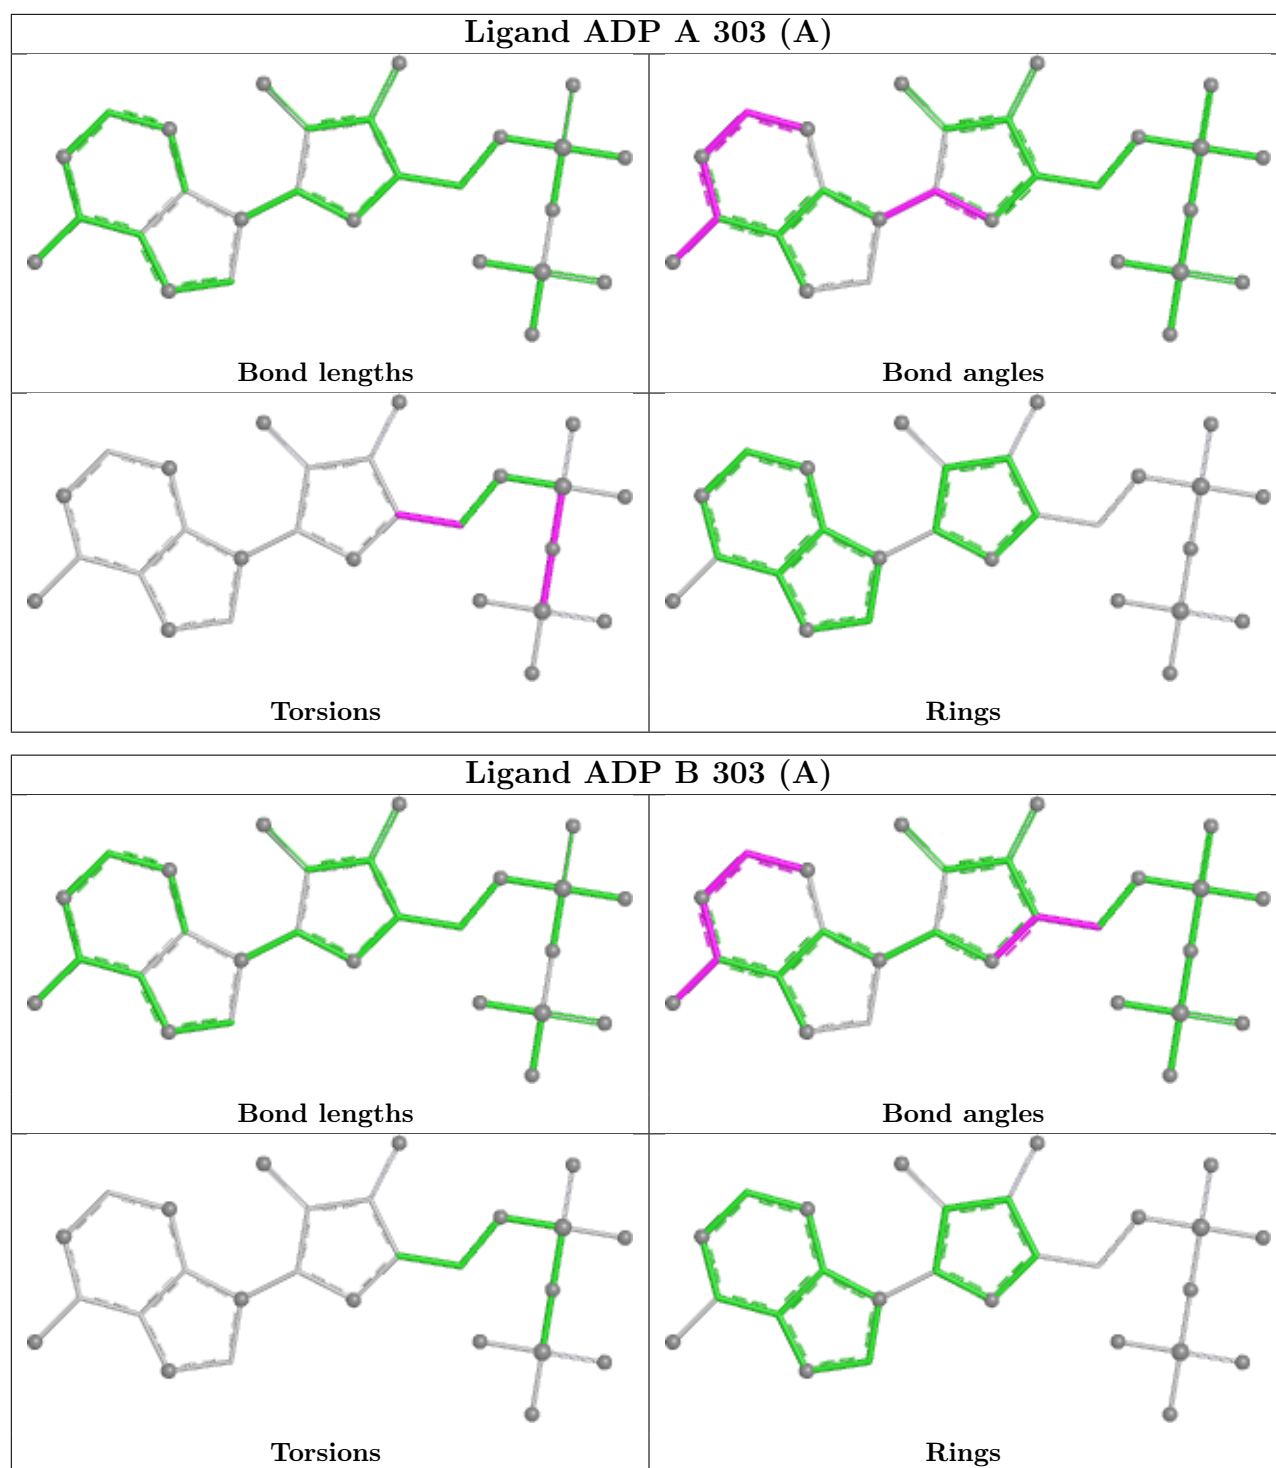 Ligand ADP A 303 (A)
Bond lengths
Bond angles
Torsions
Rings
Ligand ADP B 303 (A)
Bond lengths
Bond angles
Torsions
Rings